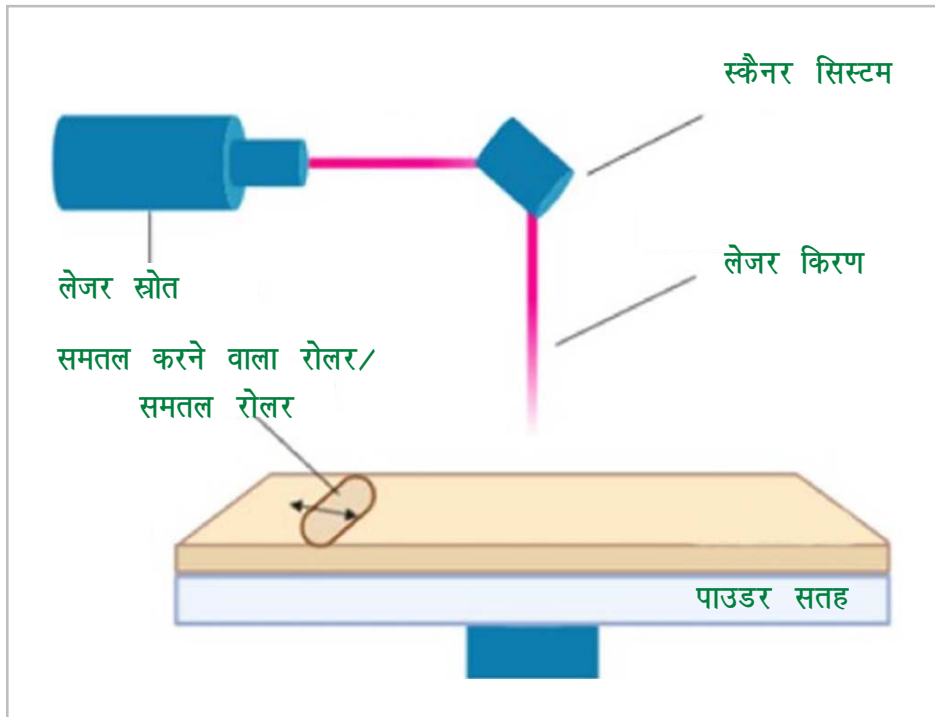 स्कैनर सिस्टम
लेजर स्रोत
लेजर किरण
समतल करने वाला रोलर/
समतल रोलर
पाउडर सतह